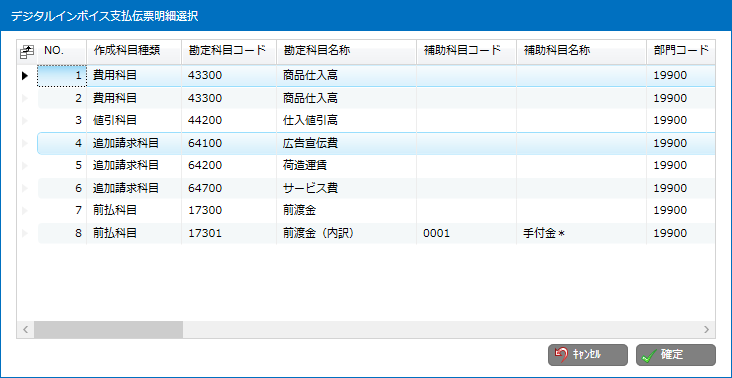 デジタルインボイス支払伝票明細選択
NO. 作成科目種類 勘定科目コード 勘定科目名称 補助科目コード 補助科目名称 部門コード
1 費用科目 43300 商品仕入高 19900
2 費用科目 43300 商品仕入高 19900
3 値引科目 44200 仕入値引高 19900
4 追加請求科目 64100 広告宣伝費 19900
5 追加請求科目 64200 荷造運賃 19900
6 追加請求科目 64700 サービス費 19900
7 前払科目 17300 前渡金 19900
8 前払科目 17301 前渡金（内訳） 0001 手付金＊ 19900
ｷｬﾝｾﾙ 確定